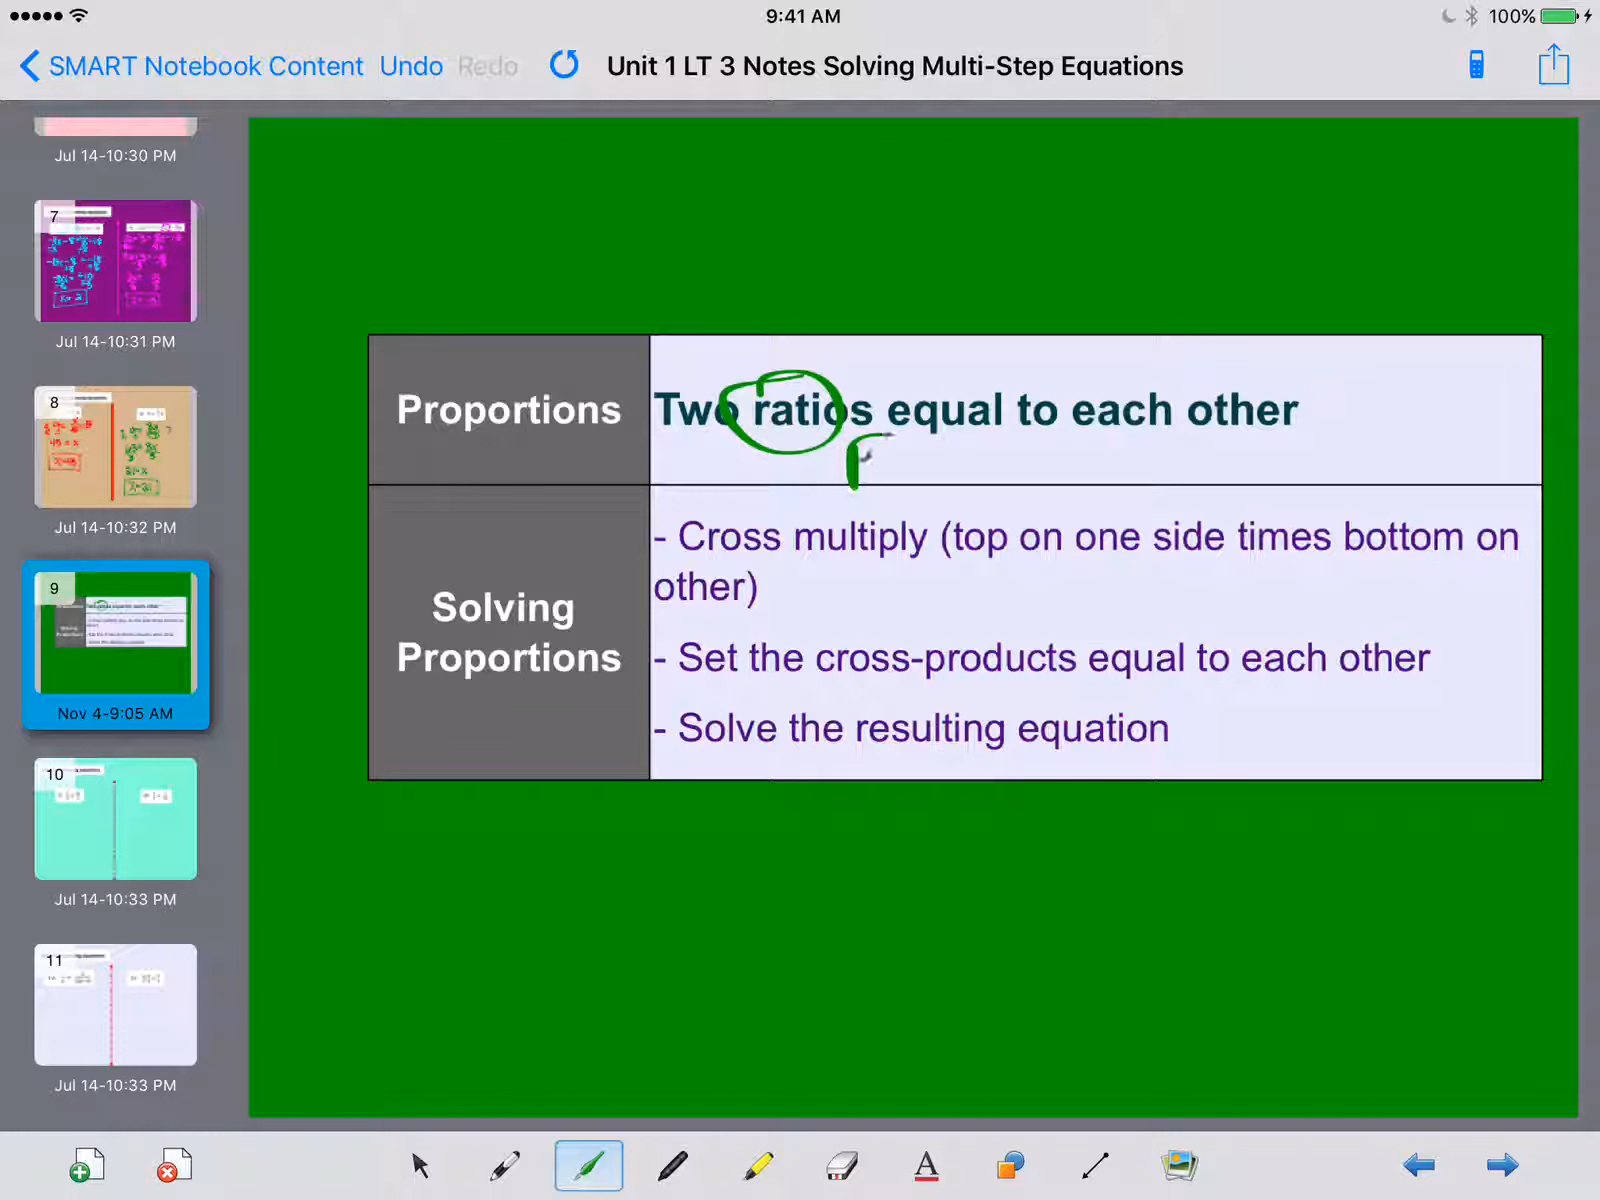 9:41 AM
100%
SMART Notebook Content Undo Redo
Unit 1 LT 3 Notes Solving Multi-Step Equations
Jul 14-10:30 PM
7
Jul 14-10:31 PM
8
Jul 14-10:32 PM
9
Nov 4-9:05 AM
10
Jul 14-10:33 PM
11
Jul 14-10:33 PM
Proportions
Two ratios equal to each other
Solving
Proportions
- Cross multiply (top on one side times bottom on
other)
- Set the cross-products equal to each other
- Solve the resulting equation
A